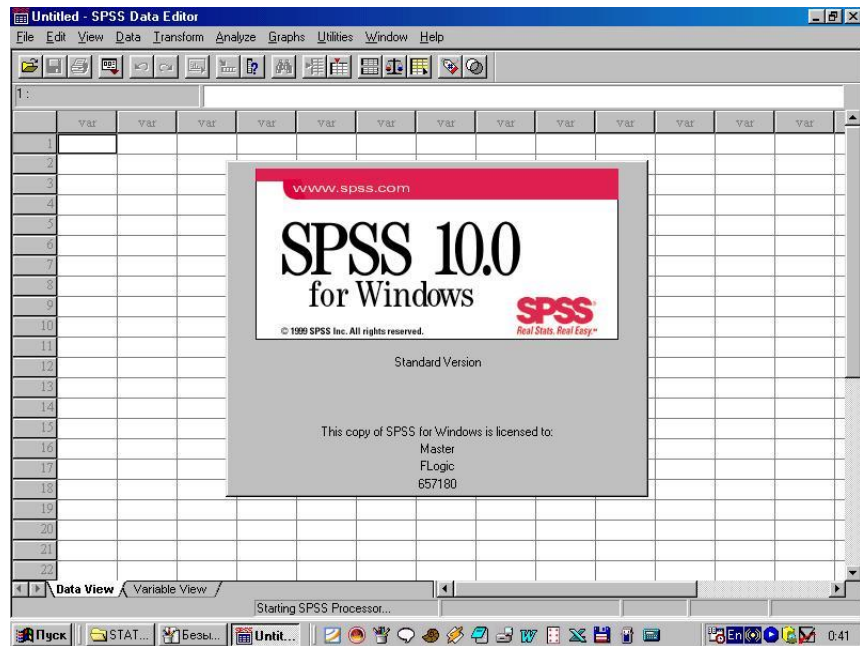 Untitled - SPSS Data Editor
File Edit View Data Transform Analyze Graphs Utilities Window Help
1 :
var var var var var var var var var var var var var
1
2
3
4
5
6
7
8
9
10
11
12
13
14
15
16
17
18
19
20
21
22
www.spss.com
SPSS 10.0
for Windows
SPSS
© 1999 SPSS Inc. All rights reserved.
Real Stats. Real Easy.™
Standard Version
This copy of SPSS for Windows is licensed to:
Master
FLogic
657180
Data View Variable View
Starting SPSS Processor...
Пуск STAT... Безы... Untit... En 0:41